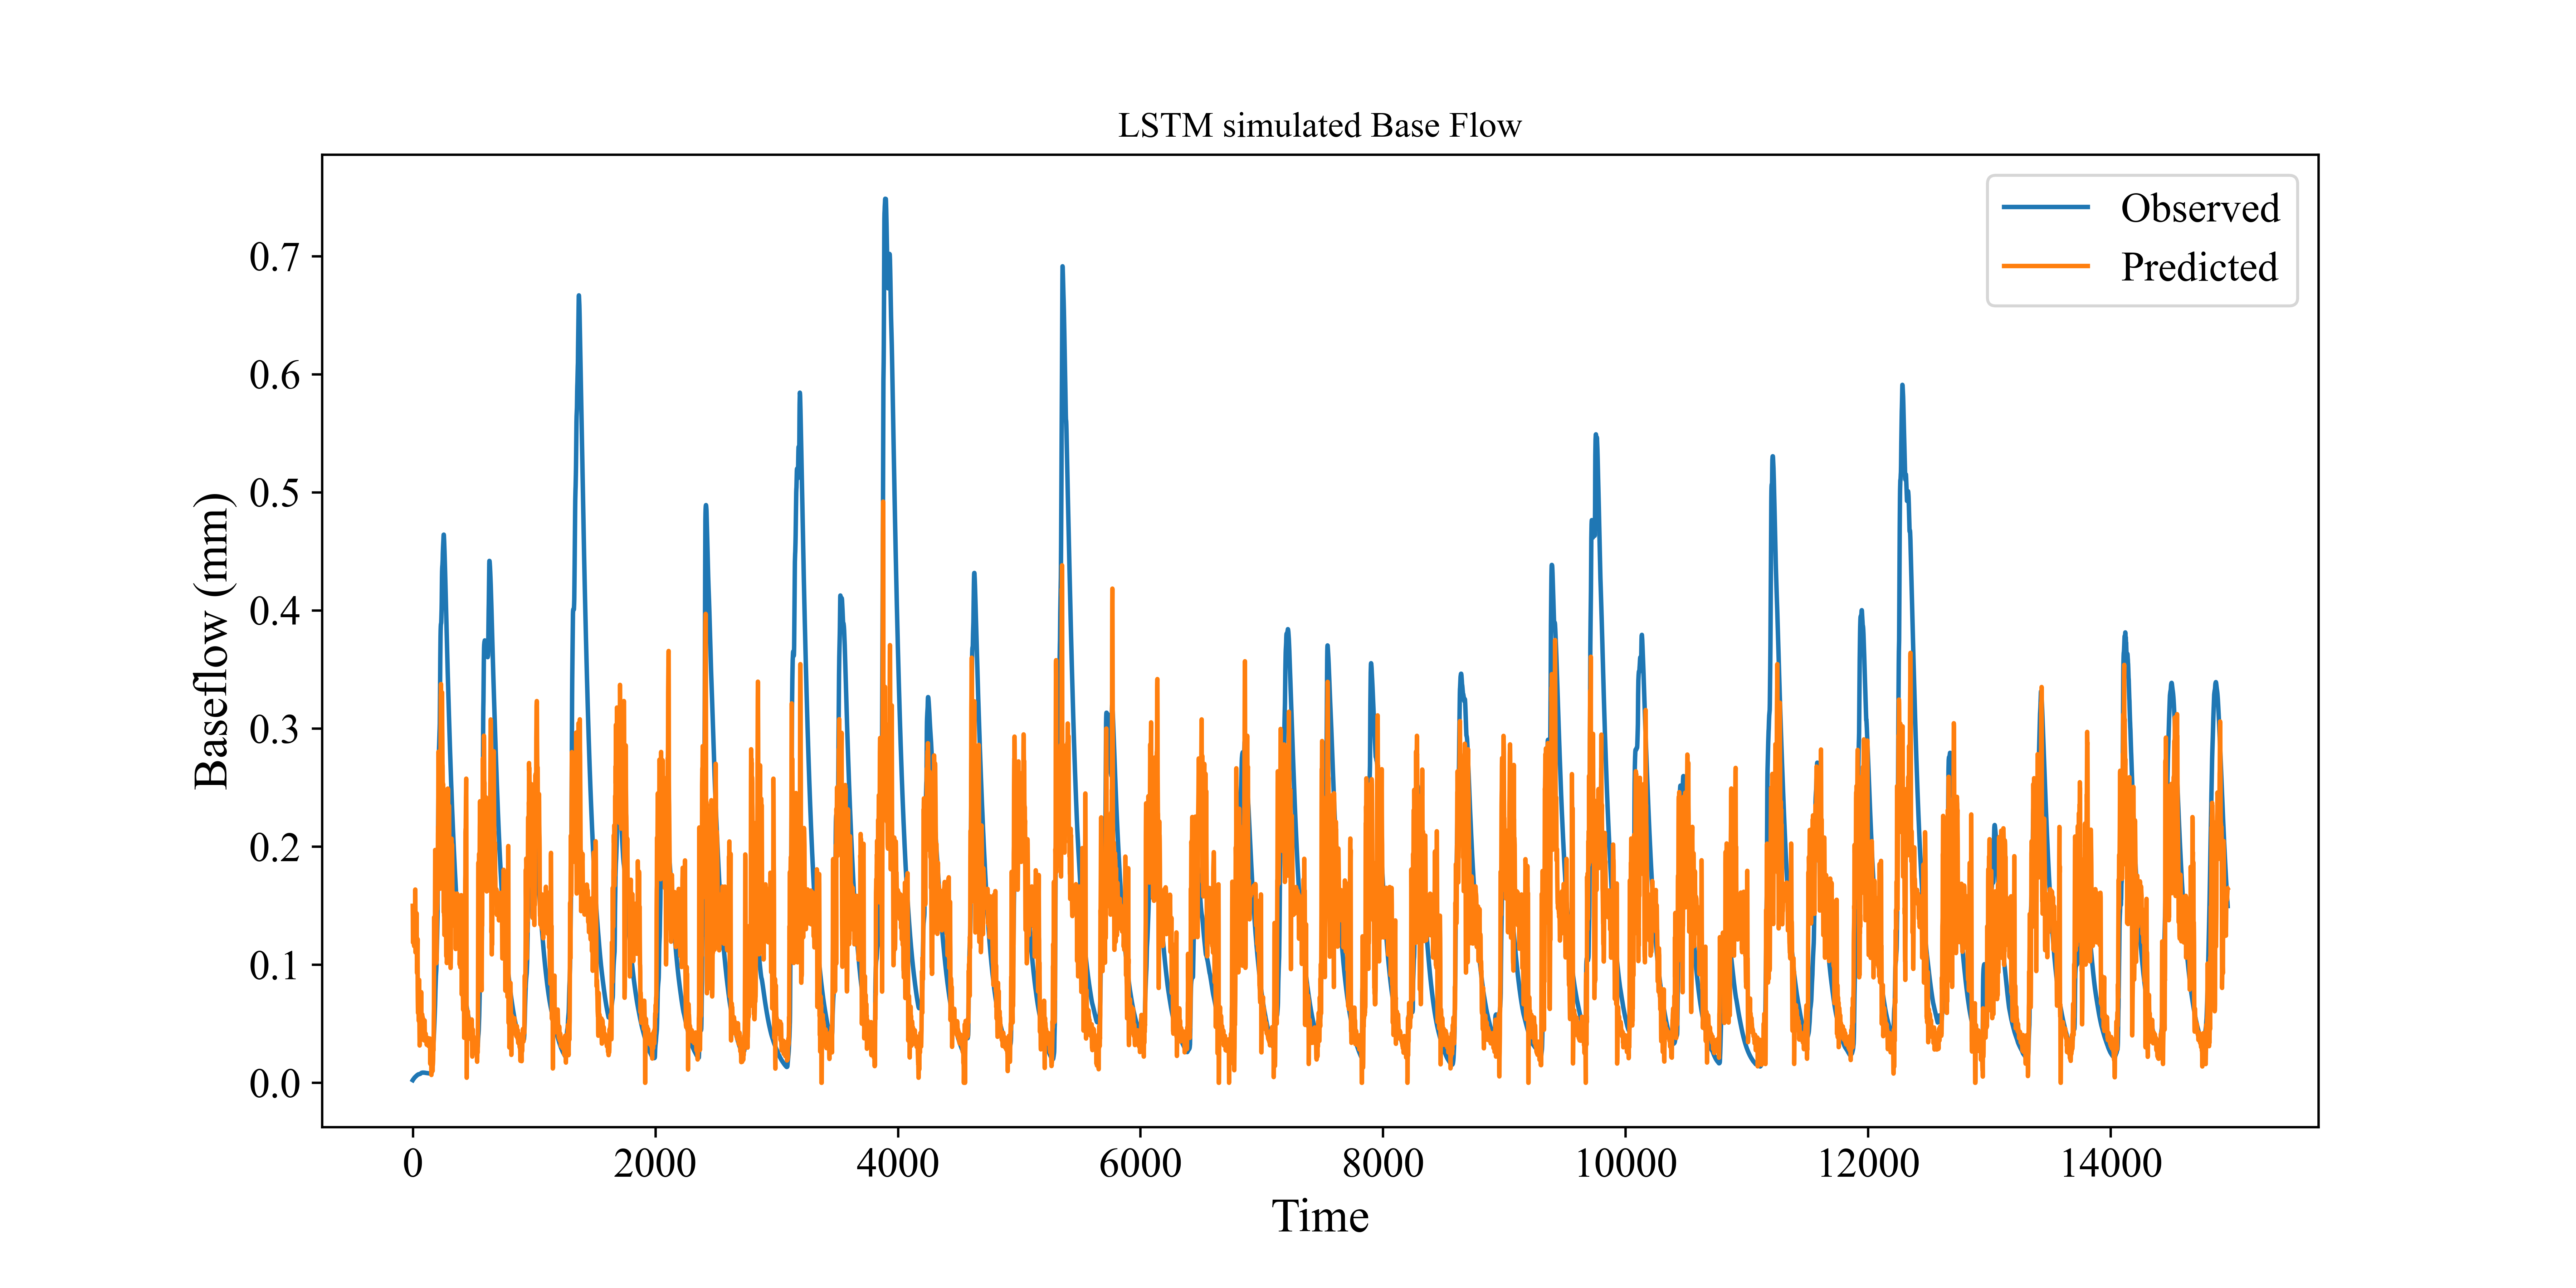 LSTM simulated Base Flow
Observed
Predicted
Baseflow (mm)
0.7
0.6
0.5
0.4
0.3
0.2
0.1
0.0
0 2000 4000 6000 8000 10000 12000 14000
Time